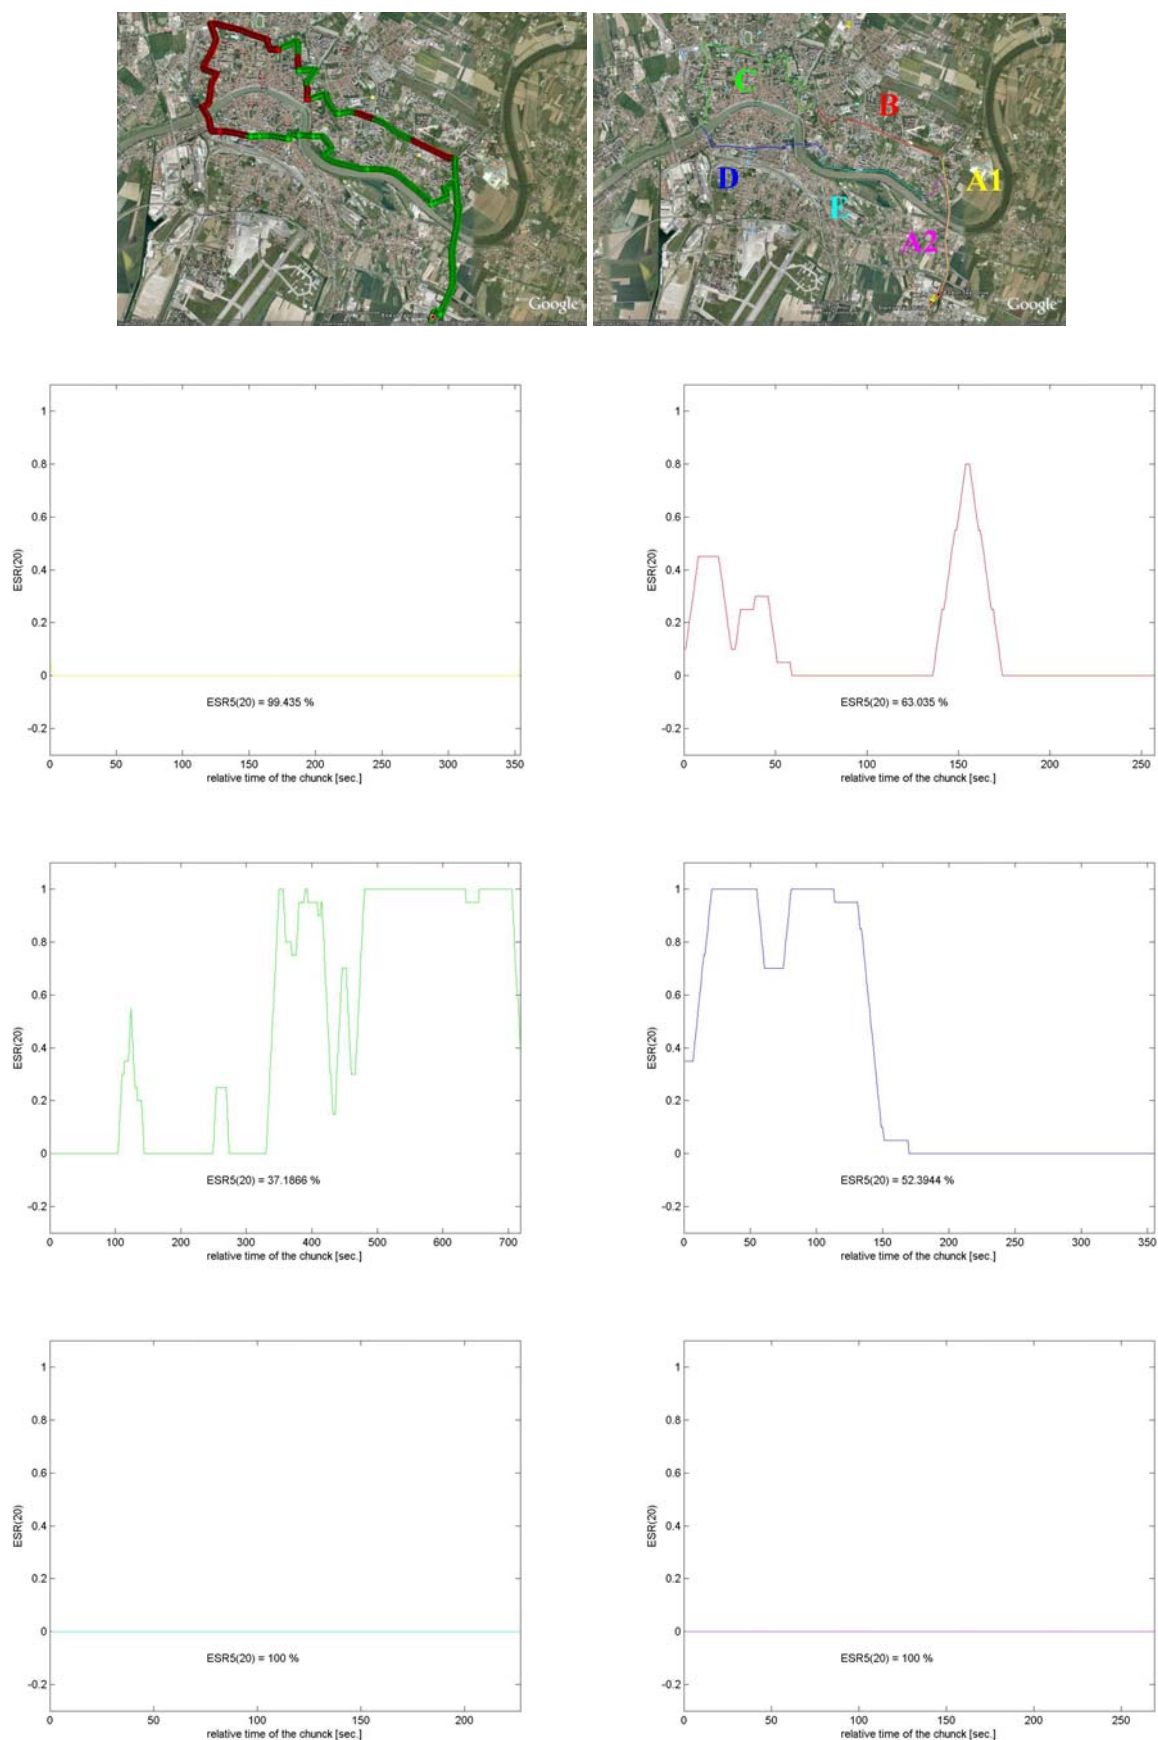 Google
C
B
D
E
A1
A2
Google
1
0.8
0.6
0.4
0.2
0
-0.2
ESR(20)
ESR5(20) = 99.435 %
0 50 100 150 200 250 300 350
relative time of the chunck [sec.]
1
0.8
0.6
0.4
0.2
0
-0.2
ESR(20)
ESR5(20) = 63.035 %
0 50 100 150 200 250
relative time of the chunck [sec.]
1
0.8
0.6
0.4
0.2
0
-0.2
ESR(20)
ESR5(20) = 37.1866 %
0 100 200 300 400 500 600 700
relative time of the chunck [sec.]
1
0.8
0.6
0.4
0.2
0
-0.2
ESR(20)
ESR5(20) = 52.3944 %
0 50 100 150 200 250 300 350
relative time of the chunck [sec.]
1
0.8
0.6
0.4
0.2
0
-0.2
ESR(20)
ESR5(20) = 100 %
0 50 100 150 200
relative time of the chunck [sec.]
1
0.8
0.6
0.4
0.2
0
-0.2
ESR(20)
ESR5(20) = 100 %
0 50 100 150 200 250
relative time of the chunck [sec.]